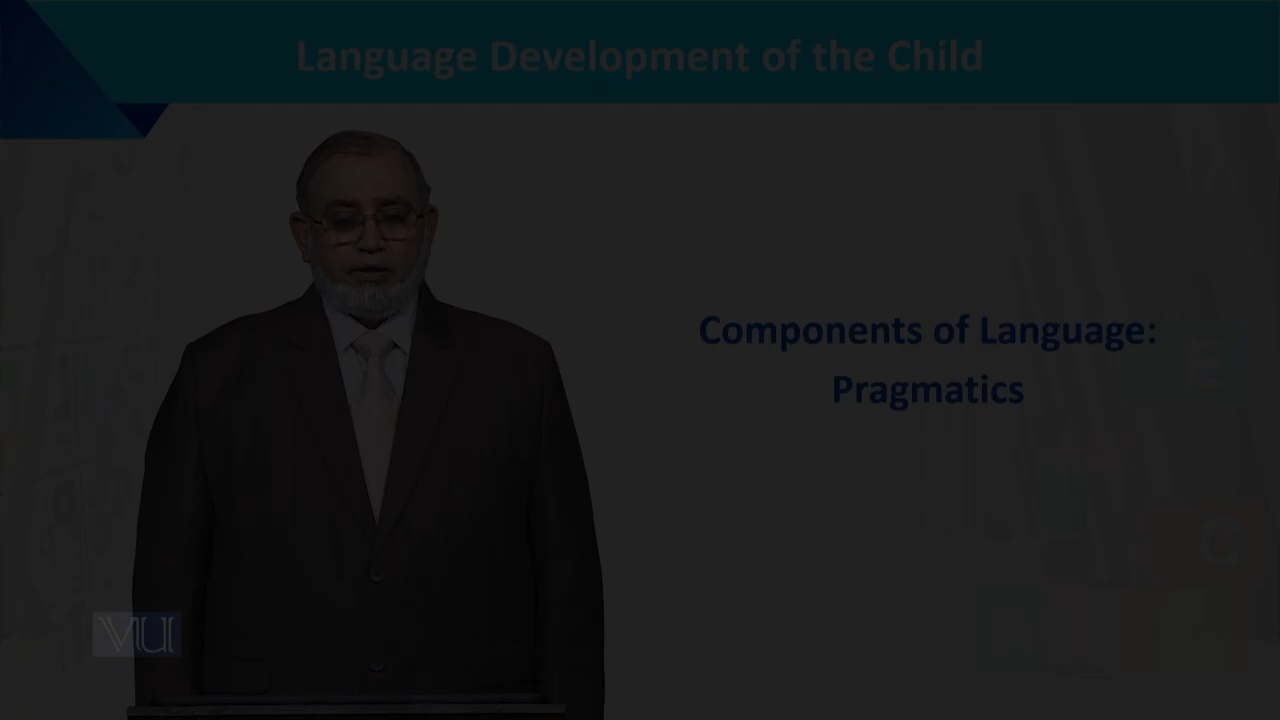 Language Development of the Child
Components of Language:
Pragmatics
E
C
VU